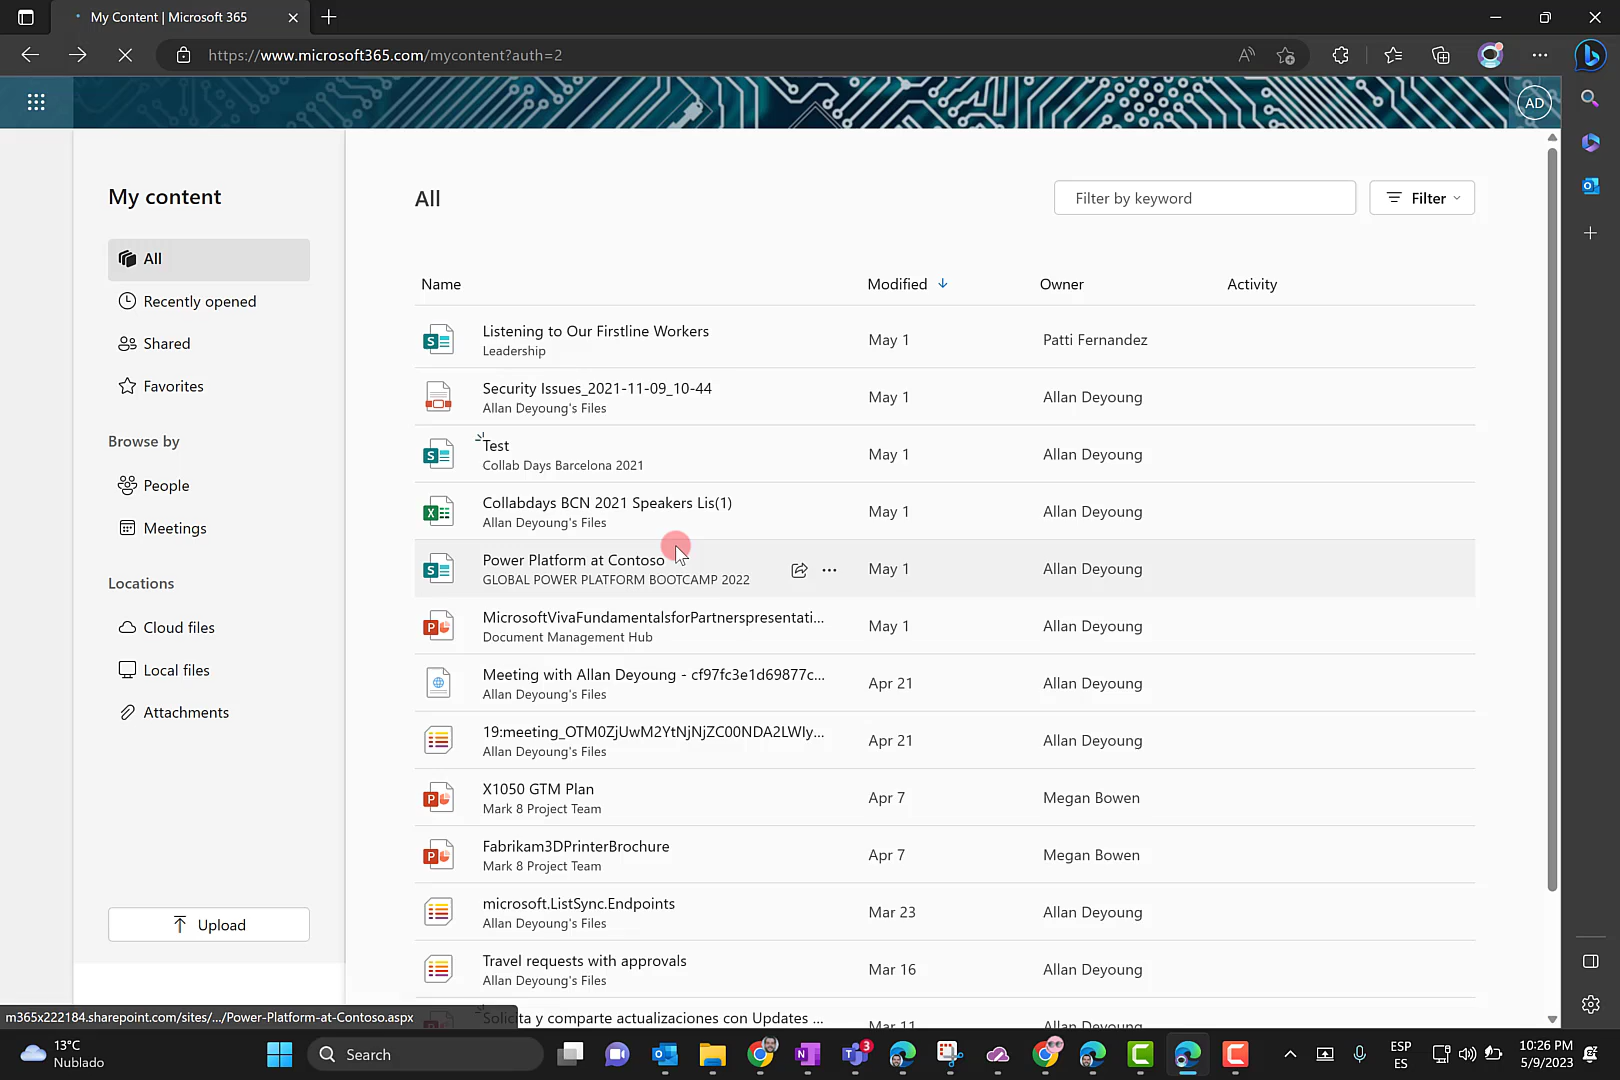 My Content | Microsoft 365
https://www.microsoft365.com/mycontent?auth=2
AD
My content
All
Recently opened
Shared
Favorites
Browse by
People
Meetings
Locations
Cloud files
Local files
Attachments
Upload
All
Filter by keyword
Filter
Name
Modified
Owner
Activity
Listening to Our Firstline Workers
Leadership
May 1
Patti Fernandez
Security Issues_2021-11-09_10-44
Allan Deyoung's Files
May 1
Allan Deyoung
Test
Collab Days Barcelona 2021
May 1
Allan Deyoung
Collabdays BCN 2021 Speakers Lis(1)
Allan Deyoung's Files
May 1
Allan Deyoung
Power Platform at Contoso
GLOBAL POWER PLATFORM BOOTCAMP 2022
May 1
Allan Deyoung
MicrosoftVivaFundamentalsforPartnerspresentati...
Document Management Hub
May 1
Allan Deyoung
Meeting with Allan Deyoung - cf97fc3e1d69877c...
Allan Deyoung's Files
Apr 21
Allan Deyoung
19:meeting_OTM0ZjUwM2YtNjNjZC00NDA2LWIy...
Allan Deyoung's Files
Apr 21
Allan Deyoung
X1050 GTM Plan
Mark 8 Project Team
Apr 7
Megan Bowen
Fabrikam3DPrinterBrochure
Mark 8 Project Team
Apr 7
Megan Bowen
microsoft.ListSync.Endpoints
Allan Deyoung's Files
Mar 23
Allan Deyoung
Travel requests with approvals
Allan Deyoung's Files
Mar 16
Allan Deyoung
Solicita y comparte actualizaciones con Updates ...
Mar 11
Allan Deyoung
m365x222184.sharepoint.com/sites/.../Power-Platform-at-Contoso.aspx
13°C
Nublado
Search
3
ESP
ES
10:26 PM
5/9/2023